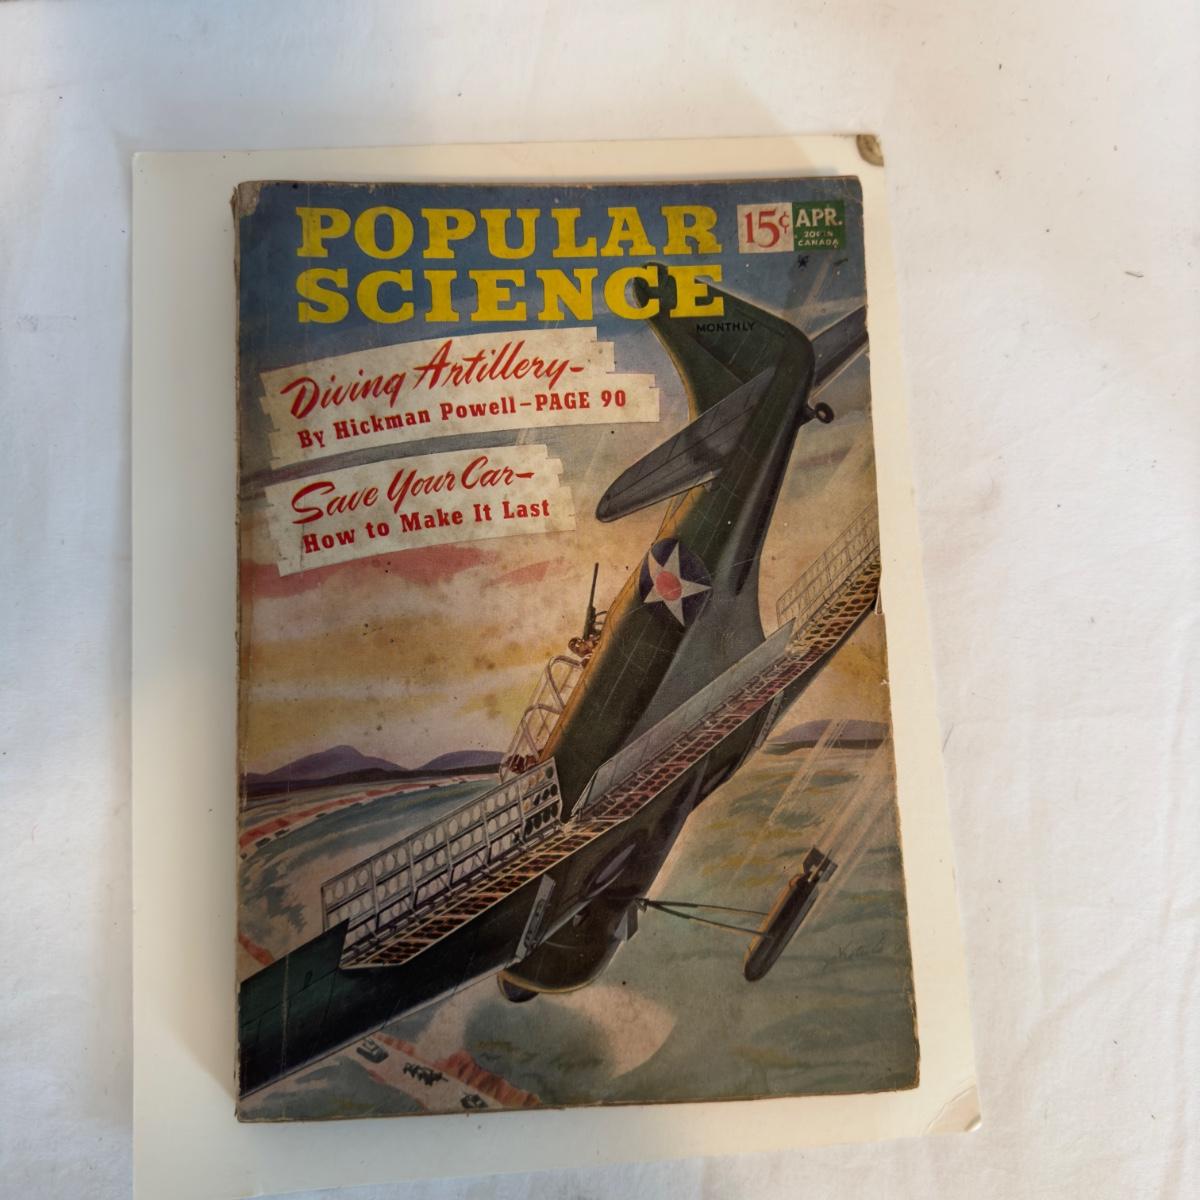 POPULAR
SCIENCE
MONTHLY
15¢
APR.
20¢ IN
CANADA
Diving Artillery-
By Hickman Powell-PAGE 90
Save Your Car-
How to Make It Last